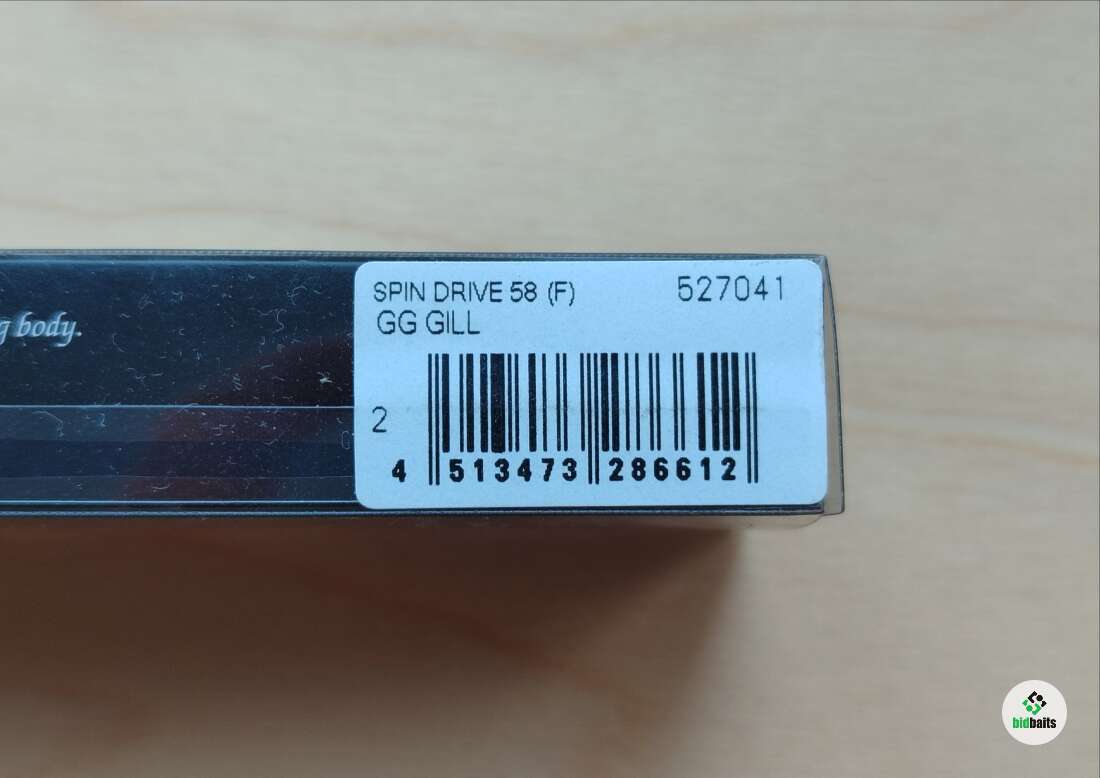 g body.
SPIN DRIVE 58 (F) 527041
GG GILL
2
4 513473 286612
bidbaits